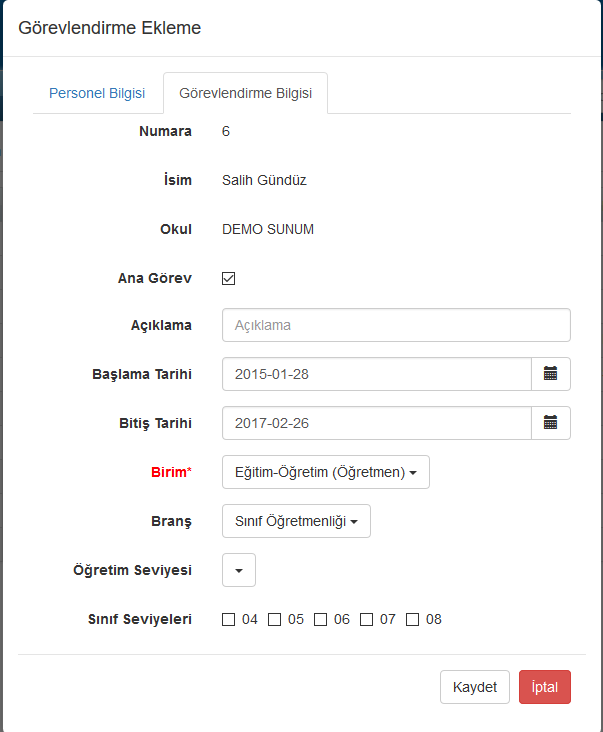 Görevlendirme Ekleme
Personel Bilgisi Görevlendirme Bilgisi
Numara 6
İsim Salih Gündüz
Okul DEMO SUNUM
Ana Görev
Açıklama Açıklama
Başlama Tarihi 2015-01-28
Bitiş Tarihi 2017-02-26
Birim* Eğitim-Öğretim (Öğretmen)
Branş Sınıf Öğretmenliği
Öğretim Seviyesi
Sınıf Seviyeleri 04 05 06 07 08
Kaydet İptal